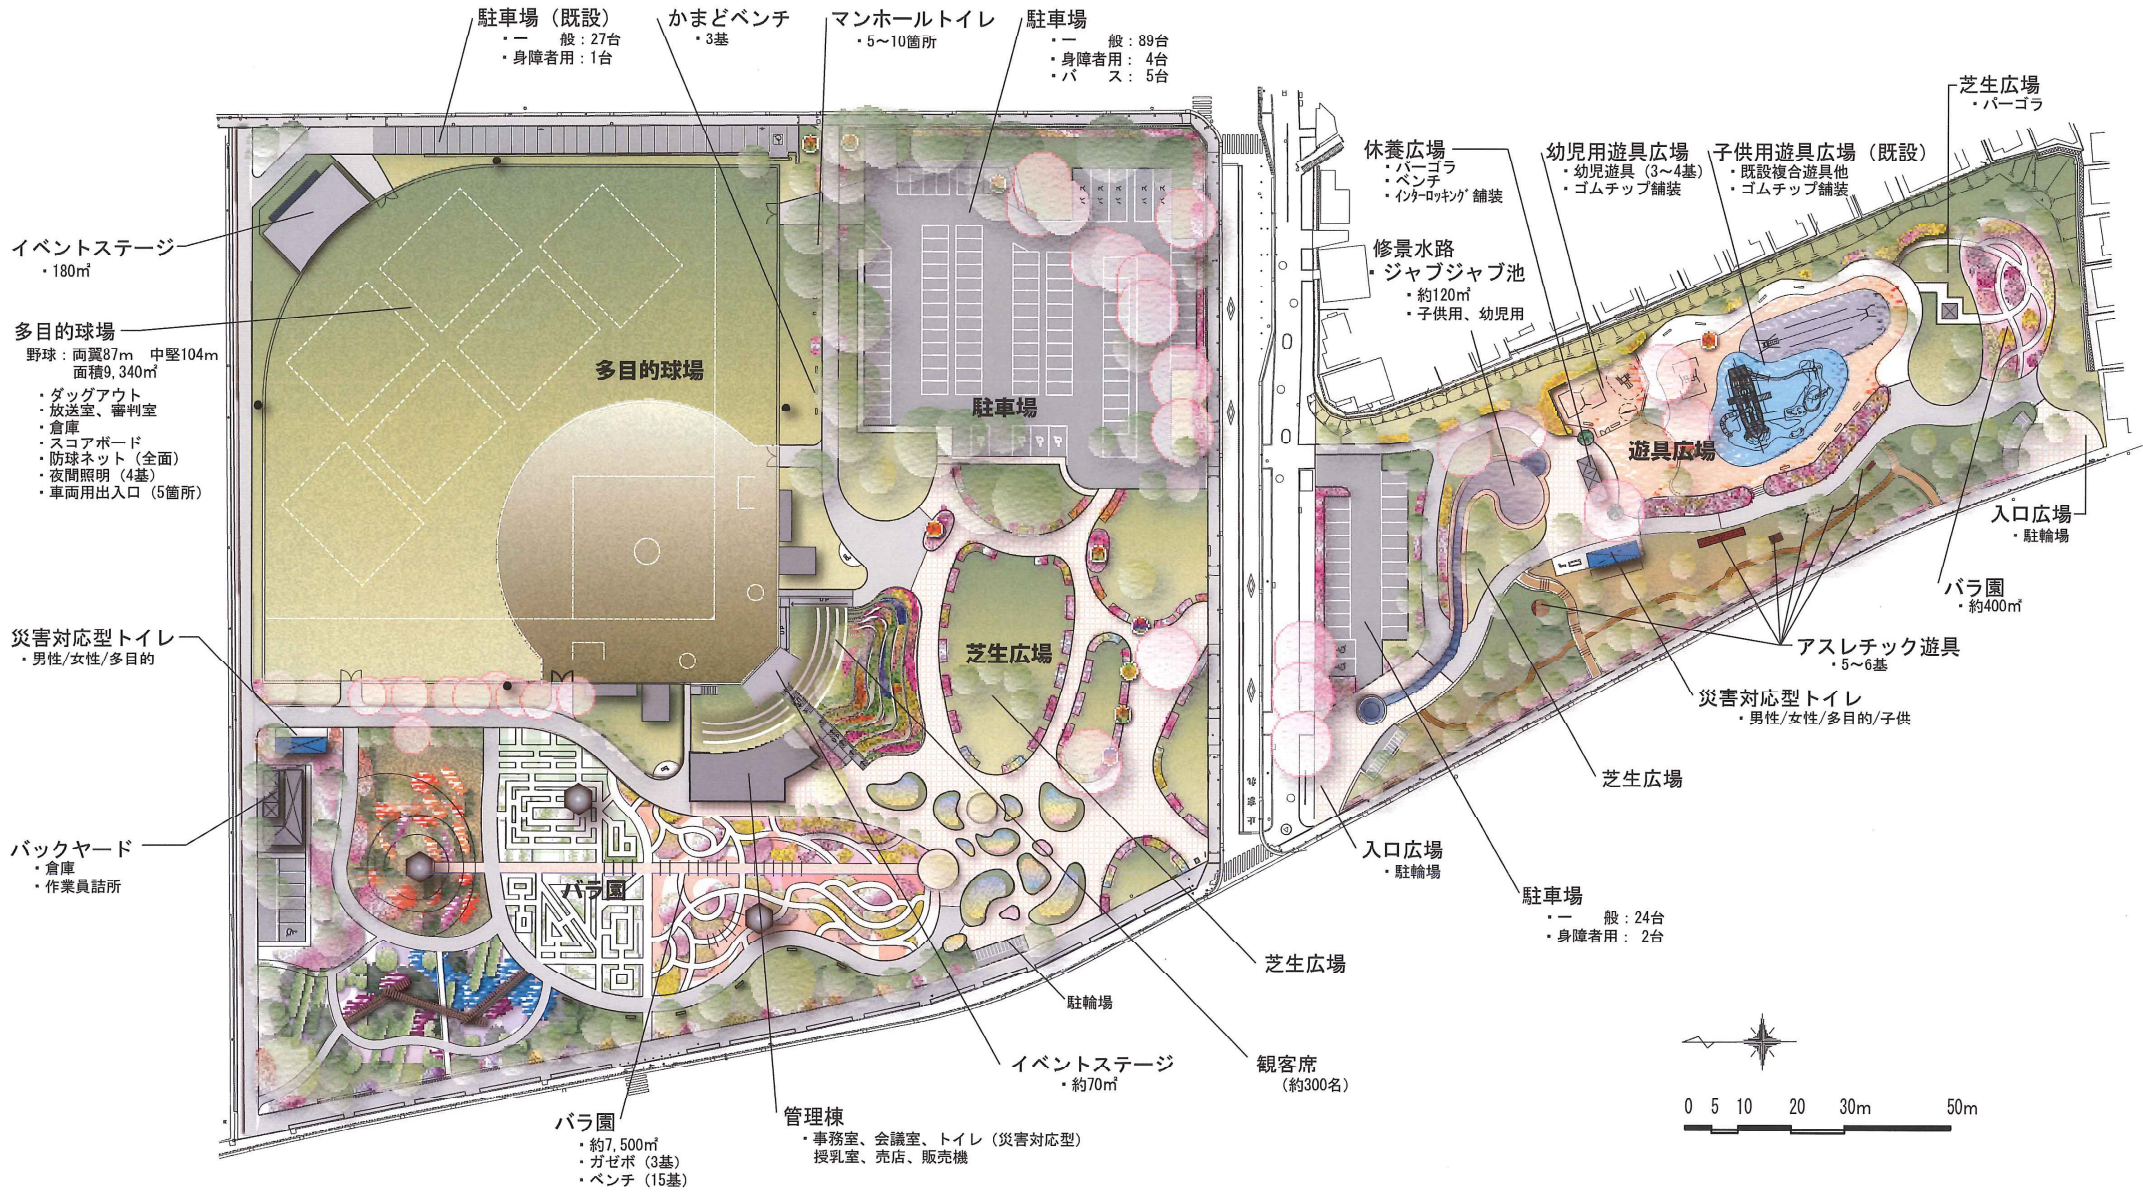 駐車場（既設）
・一　般：27台
・身障者用：1台
かまどベンチ
・3基
マンホールトイレ
・5～10箇所
駐車場
・一　般：89台
・身障者用：4台
・バ　ス：5台
芝生広場
・パーゴラ
休養広場
・パーゴラ
・ベンチ
・インターロッキング舗装
幼児用遊具広場
・幼児遊具（3～4基）
・ゴムチップ舗装
子供用遊具広場（既設）
・既設複合遊具他
・ゴムチップ舗装
修景水路
・ジャブジャブ池
・約120㎡
・子供用、幼児用
イベントステージ
・180㎡
多目的球場
野球：両翼87m　中堅104m
面積9,340㎡
・ダッグアウト
・放送室、審判室
・倉庫
・スコアボード
・防球ネット（全面）
・夜間照明（4基）
・車両用出入口（5箇所）
多目的球場
駐車場
遊具広場
入口広場
・駐輪場
バラ園
・約400㎡
アスレチック遊具
・5～6基
災害対応型トイレ
・男性/女性/多目的/子供
災害対応型トイレ
・男性/女性/多目的
芝生広場
芝生広場
バックヤード
・倉庫
・作業員詰所
バラ園
入口広場
・駐輪場
駐車場
・一　般：24台
・身障者用：2台
芝生広場
駐輪場
イベントステージ
・約70㎡
観客席
（約300名）
バラ園
・約7,500㎡
・ガゼボ（3基）
・ベンチ（15基）
管理棟
・事務室、会議室、トイレ（災害対応型）
授乳室、売店、販売機
0 5 10 20 30m 50m